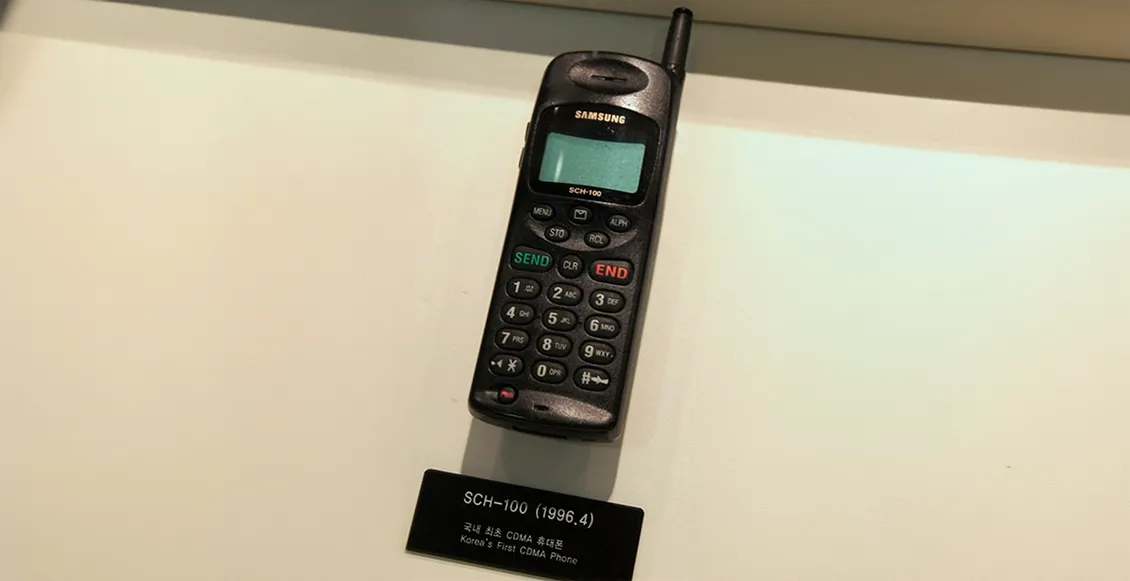 SAMSUNG
SCH-100
MENU ALPH
STO RCL
SEND CLR END
1 .OZ 2 ABC 3 DEF
4 GHI 5 JKL 6 MNO
7 PRS 8 TUV 9 WXY
* 0 OPR #
PWR
SCH-100 (1996.4)
국내 최초 CDMA 휴대폰
Korea's First CDMA Phone